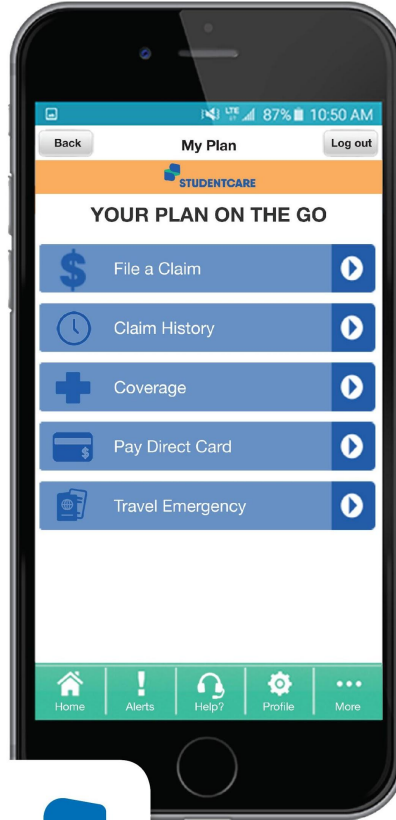 LTE 87% 10:50 AM
Back My Plan Log out
STUDENTCARE
YOUR PLAN ON THE GO
$ File a Claim
Claim History
Coverage
$ Pay Direct Card
Travel Emergency
Home Alerts Help? Profile More